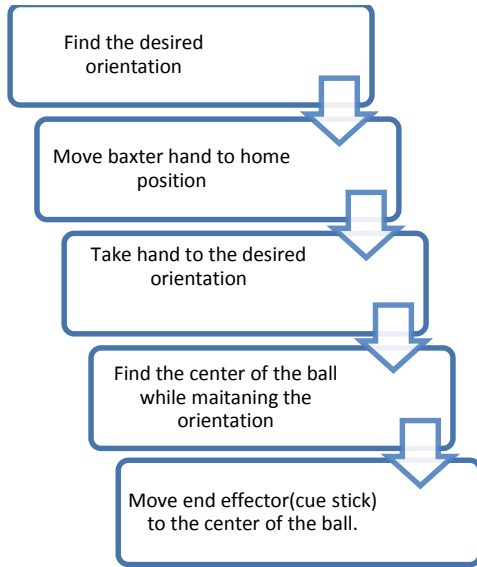 Find the desired
orientation
Move baxter hand to home
position
Take hand to the desired
orientation
Find the center of the ball
while maitaning the
orientation
Move end effector(cue stick)
to the center of the ball.